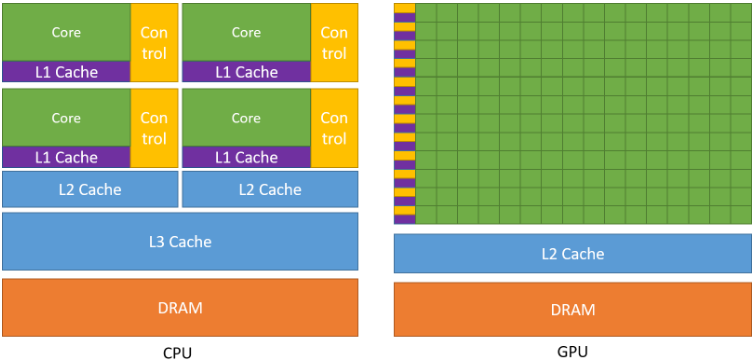 Core
Con
trol
L1 Cache
Core
Con
trol
L1 Cache
Core
Con
trol
L1 Cache
Core
Con
trol
L1 Cache
L2 Cache
L2 Cache
L3 Cache
DRAM
CPU
L2 Cache
DRAM
GPU